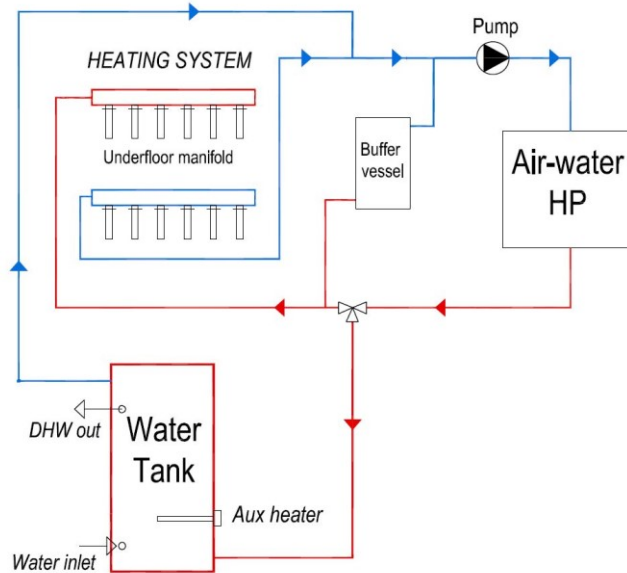 Pump
HEATING SYSTEM
Underfloor manifold
Buffer
vessel
Air-water
HP
DHW out
Water
Tank
Aux heater
Water inlet